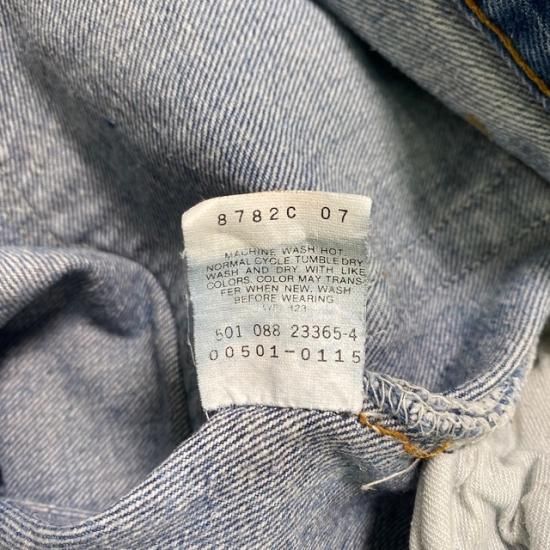 8782C 07
MACHINE WASH HOT.
NORMAL CYCLE. TUMBLE DRY
WASH AND DRY WITH LIKE
COLORS. COLOR MAY TRANS-
FER WHEN NEW. WASH
BEFORE WEARING
123
501 088 23365-4
00501-0115